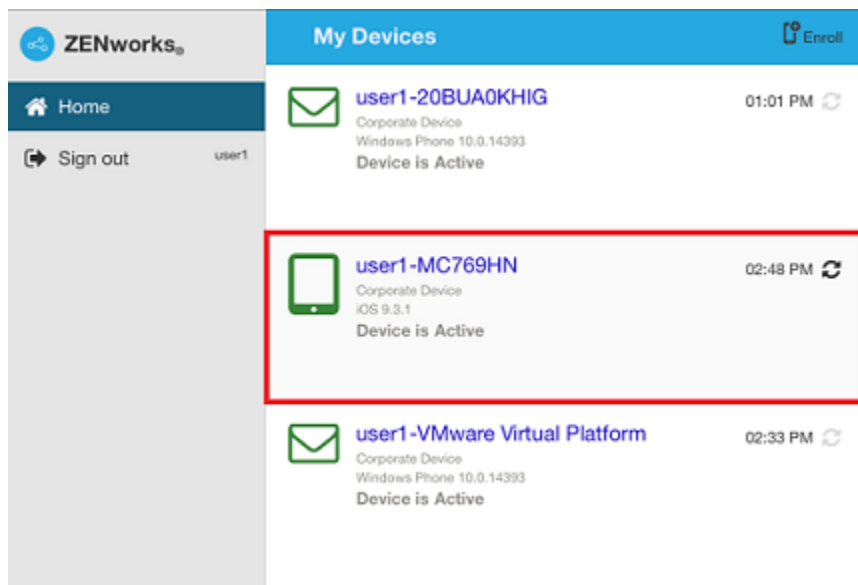 ZENworks®
My Devices
Enroll
Home
Sign out
user1
user1-20BUA0KHIG
01:01 PM
Corporate Device
Windows Phone 10.0.14393
Device is Active
user1-MC769HN
02:48 PM
Corporate Device
iOS 9.3.1
Device is Active
user1-VMware Virtual Platform
02:33 PM
Corporate Device
Windows Phone 10.0.14393
Device is Active